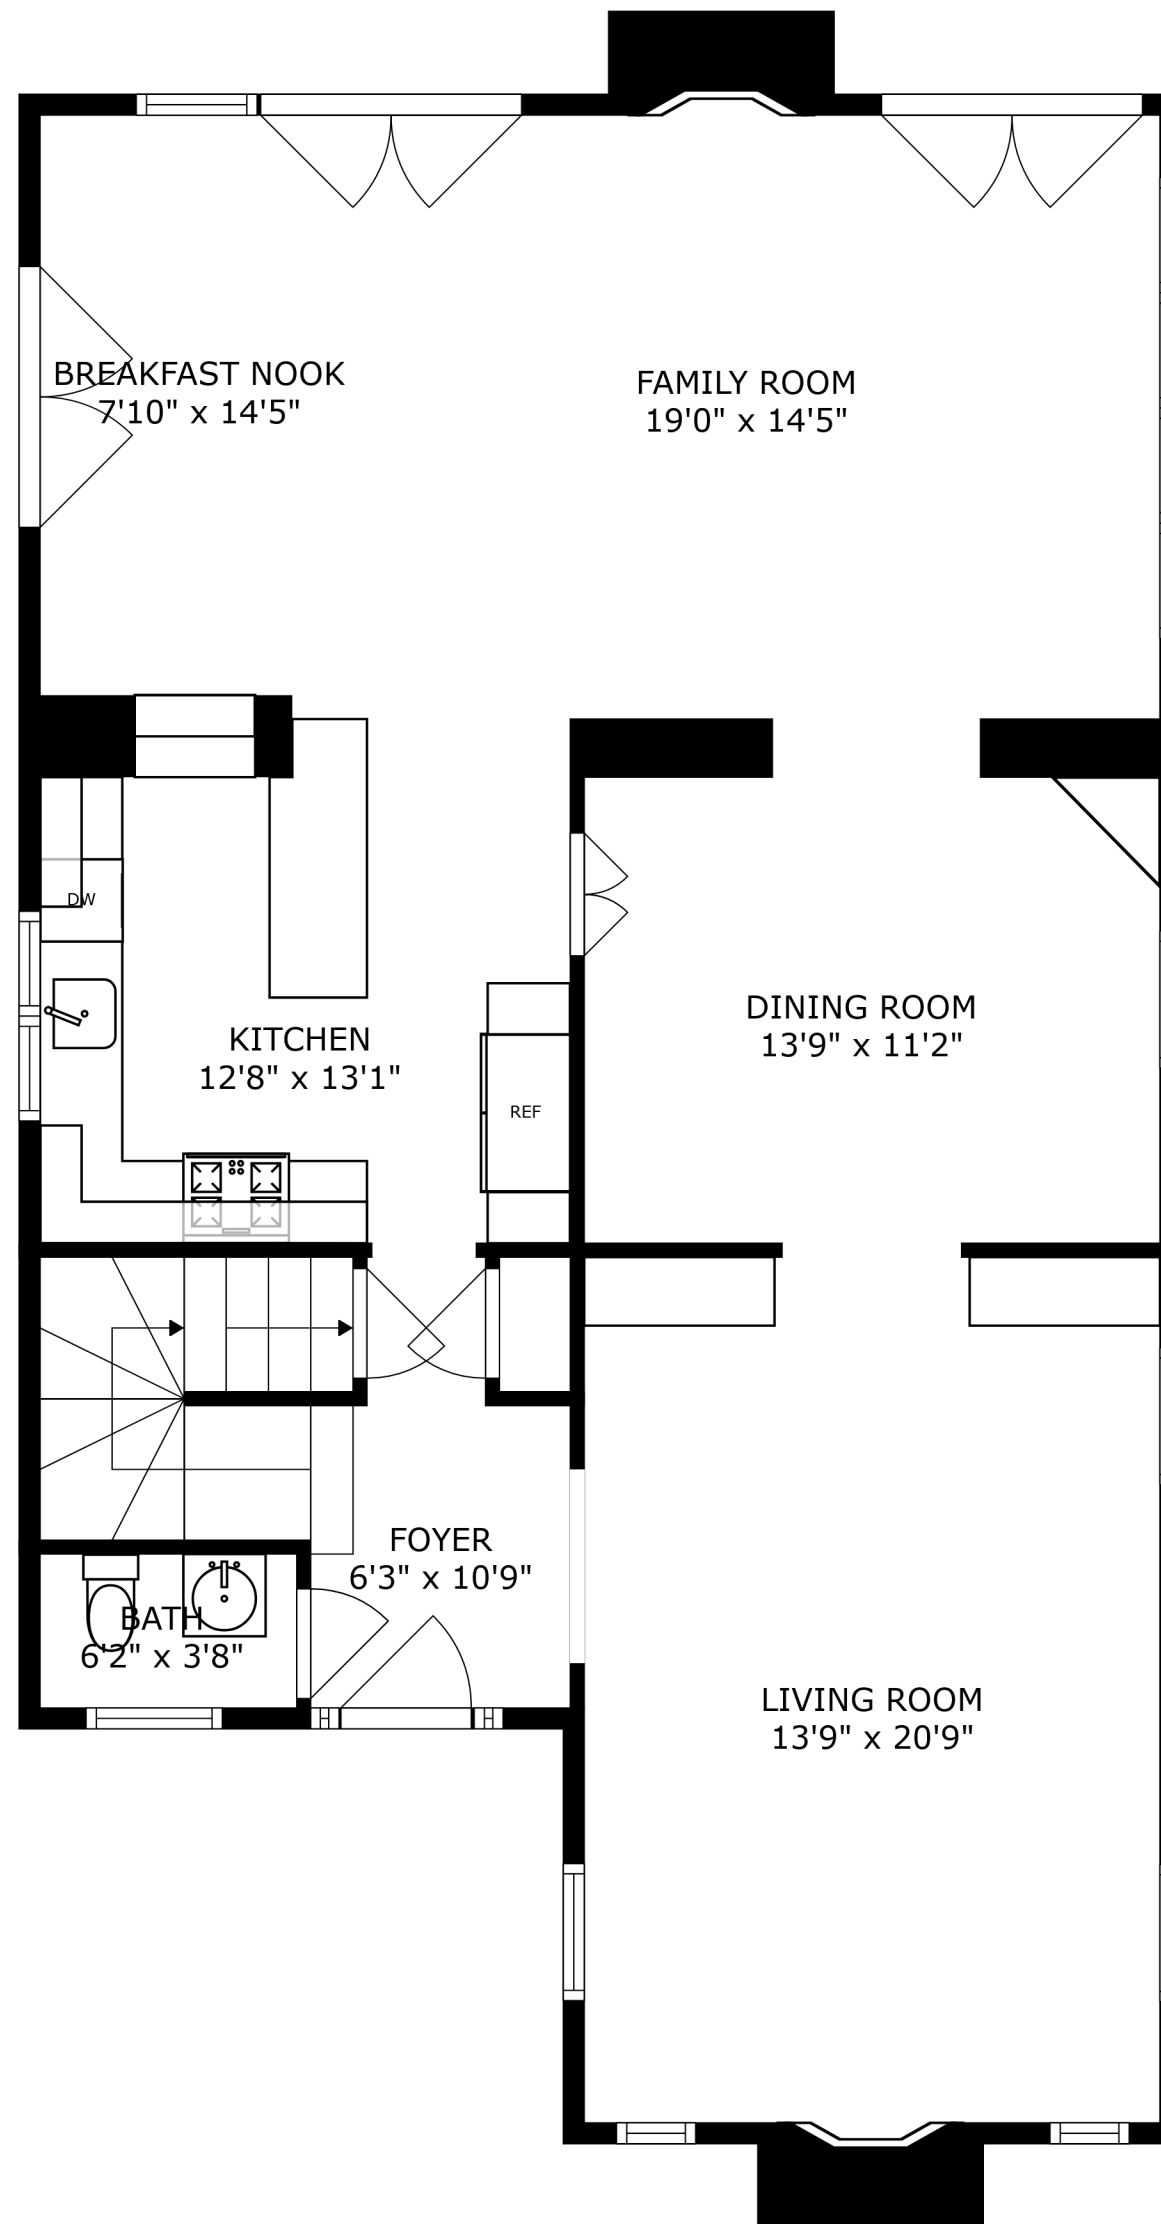 BREAKFAST NOOK
7'10" x 14'5"
FAMILY ROOM
19'0" x 14'5"
DW
KITCHEN
12'8" x 13'1"
REF
DINING ROOM
13'9" x 11'2"
FOYER
6'3" x 10'9"
BATH
6'2" x 3'8"
LIVING ROOM
13'9" x 20'9"